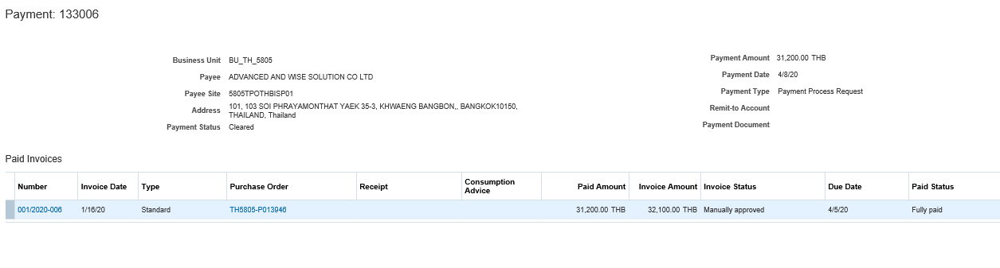 Payment: 133006
Business Unit BU_TH_5805
Payee ADVANCED AND WISE SOLUTION CO LTD
Payee Site 5805TPOTHBISP01
Address 101, 103 SOI PHRAYAMONTHAT YAEK 35-3, KHWAENG BANGBON,, BANGKOK10150,
THAILAND, Thailand
Payment Status Cleared
Payment Amount 31,200.00 THB
Payment Date 4/8/20
Payment Type Payment Process Request
Remit-to Account
Payment Document
Paid Invoices
Number Invoice Date Type Purchase Order Receipt Consumption Advice Paid Amount Invoice Amount Invoice Status Due Date Paid Status
001/2020-006 1/16/20 Standard TH5805-P013946 31,200.00 THB 32,100.00 THB Manually approved 4/5/20 Fully paid